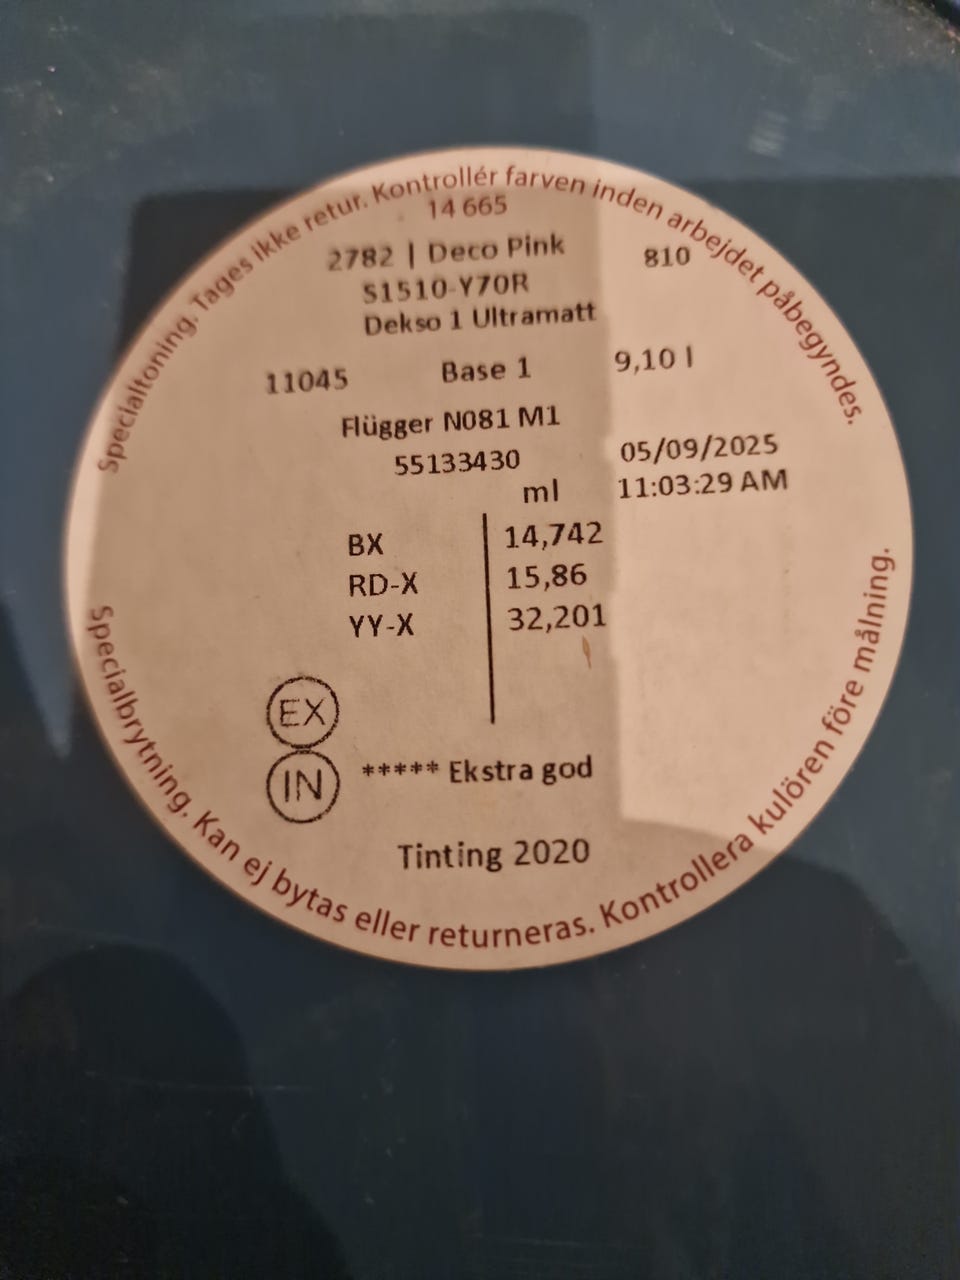 Specialtoning. Tages ikke retur. Kontrollér farven inden arbejdet påbegyndes.
14 665
2782 | Deco Pink
810
S1510-Y70R
Dekso 1 Ultramatt
11045 Base 1 9,10 l
Flügger N081 M1
55133430 05/09/2025
ml 11:03:29 AM
BX 14,742
RD-X 15,86
YY-X 32,201
EX
IN ***** Ekstra god
Tinting 2020
Specialbrytning. Kan ej bytas eller returneras. Kontrollera kulören före målning.